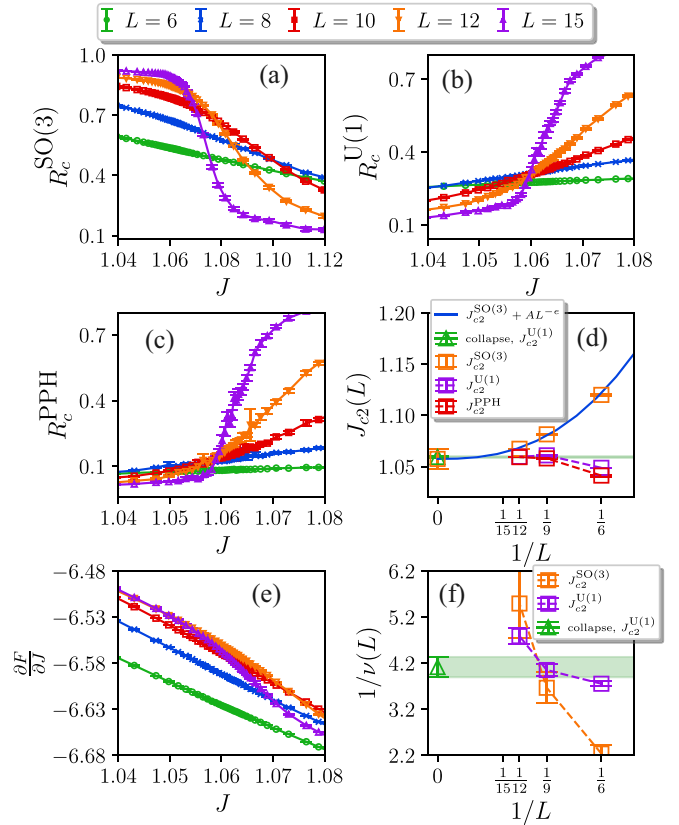 L = 6 L = 8 L = 10 L = 12 L = 15
(a)
R_c^{SO(3)}
1.0
0.7
0.4
0.1
1.04 1.06 1.08 1.10 1.12
J
(b)
R_c^{U(1)}
0.7
0.4
0.1
1.04 1.05 1.06 1.07 1.08
J
(c)
R_c^{PPH}
0.7
0.4
0.1
1.04 1.05 1.06 1.07 1.08
J
(d)
J_{c2}(L)
1.20
1.15
1.10
1.05
J_{c2}^{SO(3)} + AL^{-e}
collapse, J_{c2}^{U(1)}
J_{c2}^{SO(3)}
J_{c2}^{U(1)}
J_{c2}^{PPH}
0 1/15 1/12 1/9 1/6
1/L
(e)
∂F/∂J
−6.48
−6.53
−6.58
−6.63
−6.68
1.04 1.05 1.06 1.07 1.08
J
(f)
1/ν(L)
6.2
5.2
4.2
3.2
2.2
J_{c2}^{SO(3)}
J_{c2}^{U(1)}
collapse, J_{c2}^{U(1)}
0 1/15 1/12 1/9 1/6
1/L